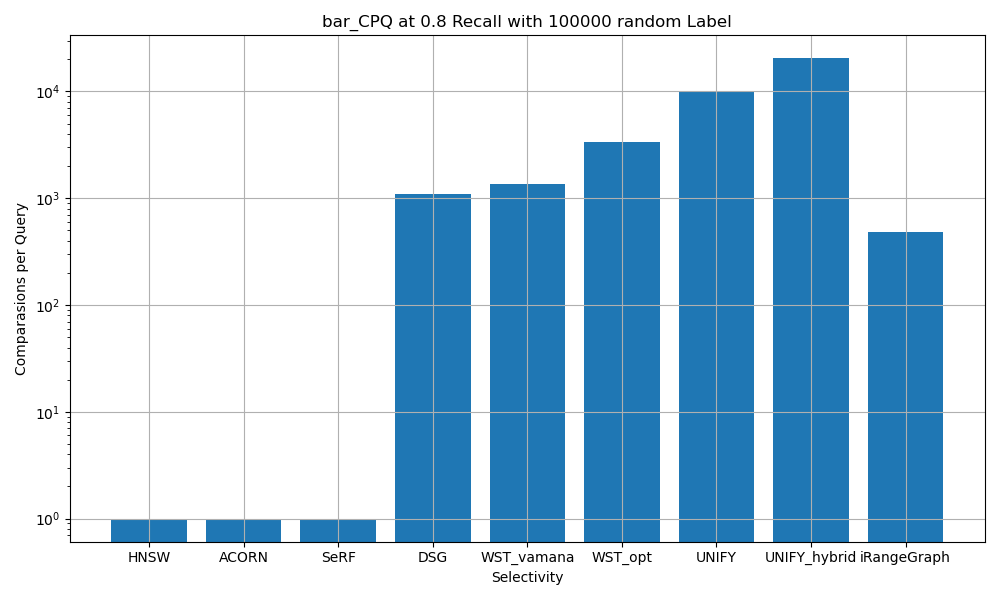 bar_CPQ at 0.8 Recall with 100000 random Label
Comparasions per Query
10^4
10^3
10^2
10^1
10^0
HNSW ACORN SeRF DSG WST_vamana WST_opt UNIFY UNIFY_hybrid iRangeGraph
Selectivity